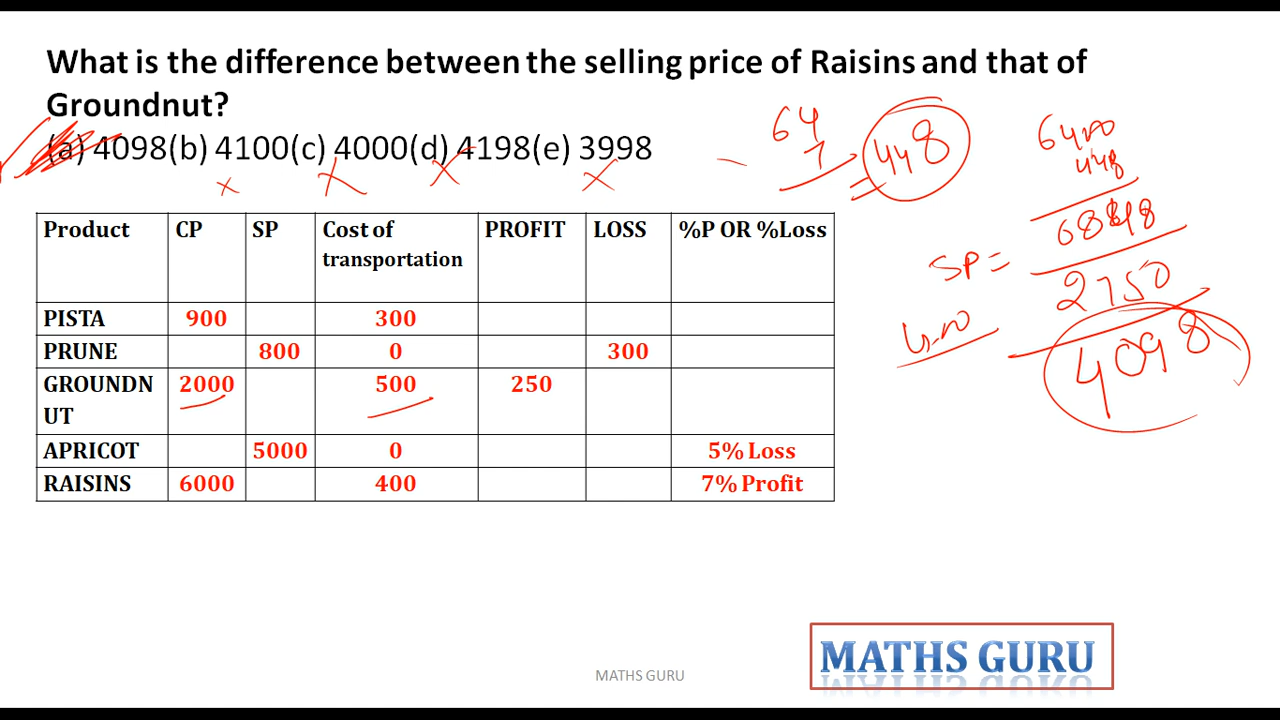 What is the difference between the selling price of Raisins and that of
Groundnut?
(a) 4098(b) 4100(c) 4000(d) 4198(e) 3998
64
7
= 448
6400
448
6848
SP =
2750
4098
Product CP SP Cost of transportation PROFIT LOSS %P OR %Loss
PISTA 900 300
PRUNE 800 0 300
GROUNDN
UT 2000 500 250
APRICOT 5000 0 5% Loss
RAISINS 6000 400 7% Profit
MATHS GURU
MATHS GURU